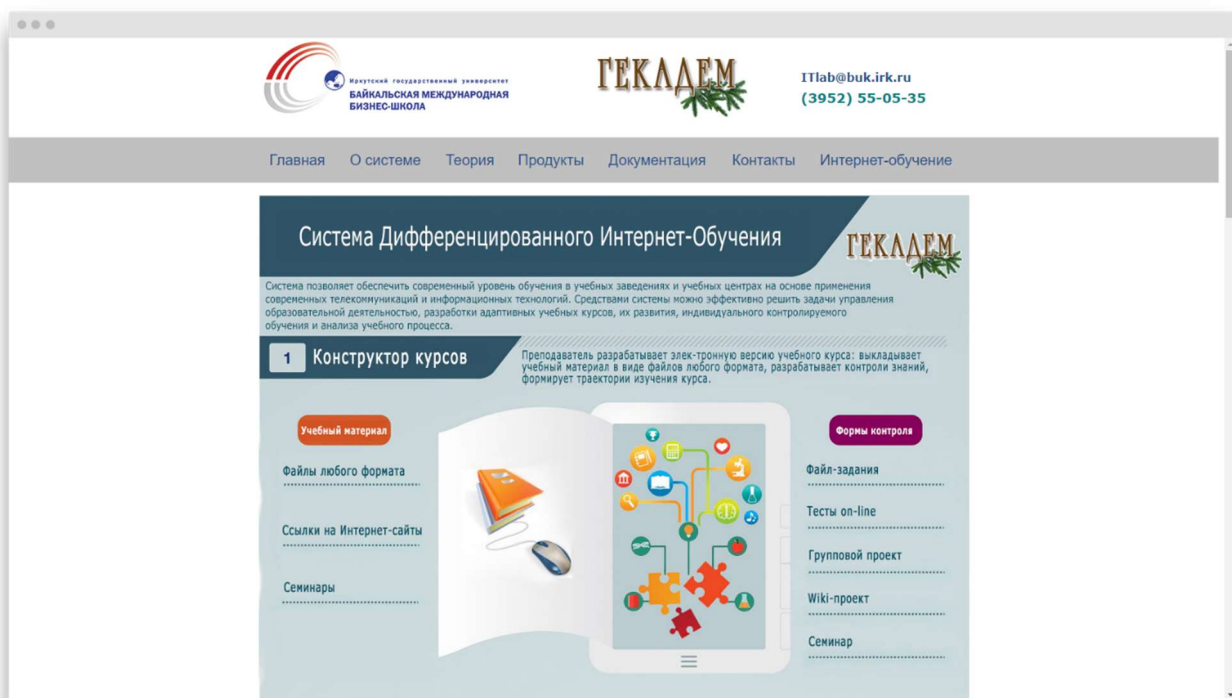 Иркутский государственный университет
БАЙКАЛЬСКАЯ МЕЖДУНАРОДНАЯ
БИЗНЕС-ШКОЛА
ГЕКАДЕМ
ITlab@buk.irk.ru
(3952) 55-05-35
Главная О системе Теория Продукты Документация Контакты Интернет-обучение
Система Дифференцированного Интернет-Обучения
ГЕКАДЕМ
Система позволяет обеспечить современный уровень обучения в учебных заведениях и учебных центрах на основе применения
современных телекоммуникаций и информационных технологий. Средствами системы можно эффективно решить задачи управления
образовательной деятельностью, разработки адаптивных учебных курсов, их развития, индивидуального контролируемого
обучения и анализа учебного процесса.
1 Конструктор курсов
Преподаватель разрабатывает элек-тронную версию учебного курса: выкладывает
учебный материал в виде файлов любого формата, разрабатывает контроли знаний,
формирует траектории изучения курса.
Учебный материал
Файлы любого формата
Ссылки на Интернет-сайты
Семинары
Формы контроля
Файл-задания
Тесты on-line
Групповой проект
Wiki-проект
Семинар